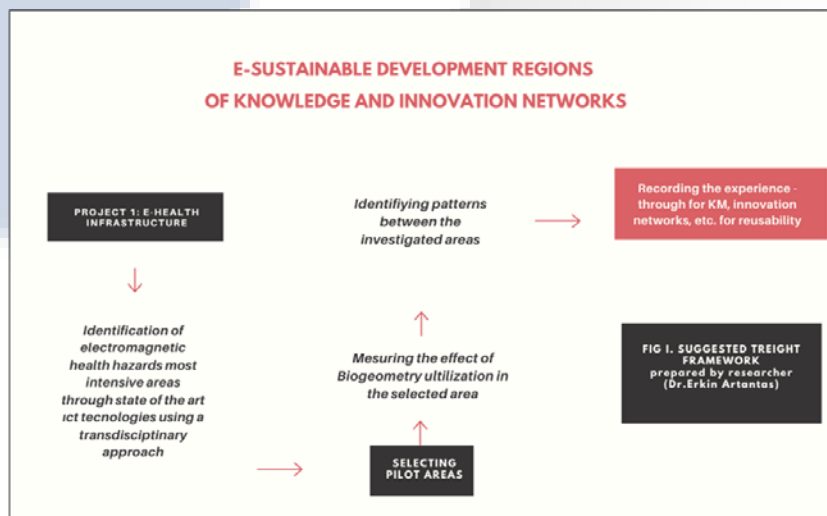 E-SUSTAINABLE DEVELOPMENT REGIONS
OF KNOWLEDGE AND INNOVATION NETWORKS
PROJECT 1: E-HEALTH
INFRASTRUCTURE
Identification of
electromagnetic
health hazards most
intensive areas
through state of the art
ıct tecnologies using a
transdisciptinary
approach
SELECTING
PILOT AREAS
Mesuring the effect of
Biogeometry ultilization in
the selected area
Identifiying patterns
between the
investigated areas
Recording the experience -
through for KM, innovation
networks, etc. for reusability
FIG I. SUGGESTED TREIGHT
FRAMEWORK
prepared by researcher
(Dr.Erkin Artantas)